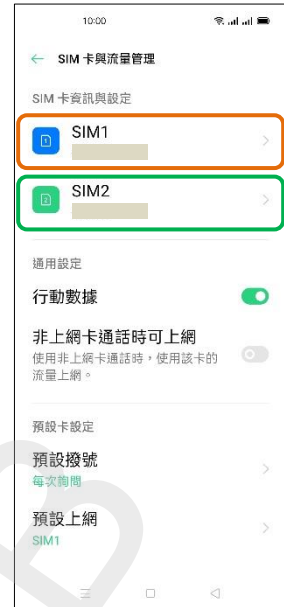 10:00
SIM 卡與流量管理
SIM 卡資訊與設定
1
SIM1
2
SIM2
通用設定
行動數據
非上網卡通話時可上網
使用非上網卡通話時，使用該卡的
流量上網。
預設卡設定
預設撥號
每次詢問
預設上網
SIM1